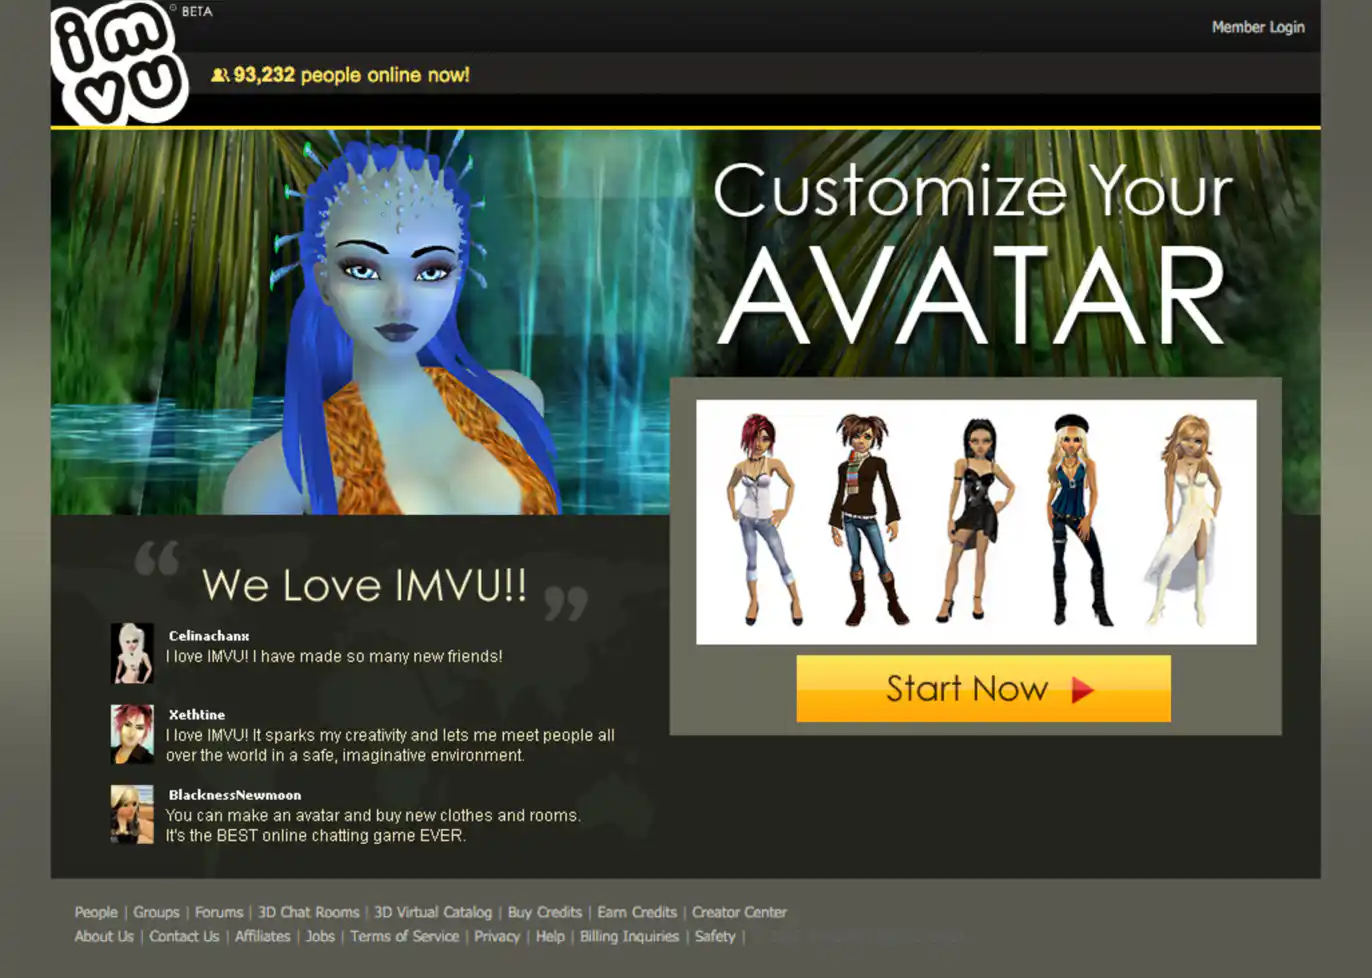 imvu
BETA
Member Login
93,232 people online now!
Customize Your
AVATAR
Start Now
“ We Love IMVU!! ”
Celinachanx
I love IMVU! I have made so many new friends!
Xethtine
I love IMVU! It sparks my creativity and lets me meet people all
over the world in a safe, imaginative environment.
BlacknessNewmoon
You can make an avatar and buy new clothes and rooms.
It's the BEST online chatting game EVER.
People | Groups | Forums | 3D Chat Rooms | 3D Virtual Catalog | Buy Credits | Earn Credits | Creator Center
About Us | Contact Us | Affiliates | Jobs | Terms of Service | Privacy | Help | Billing Inquiries | Safety |